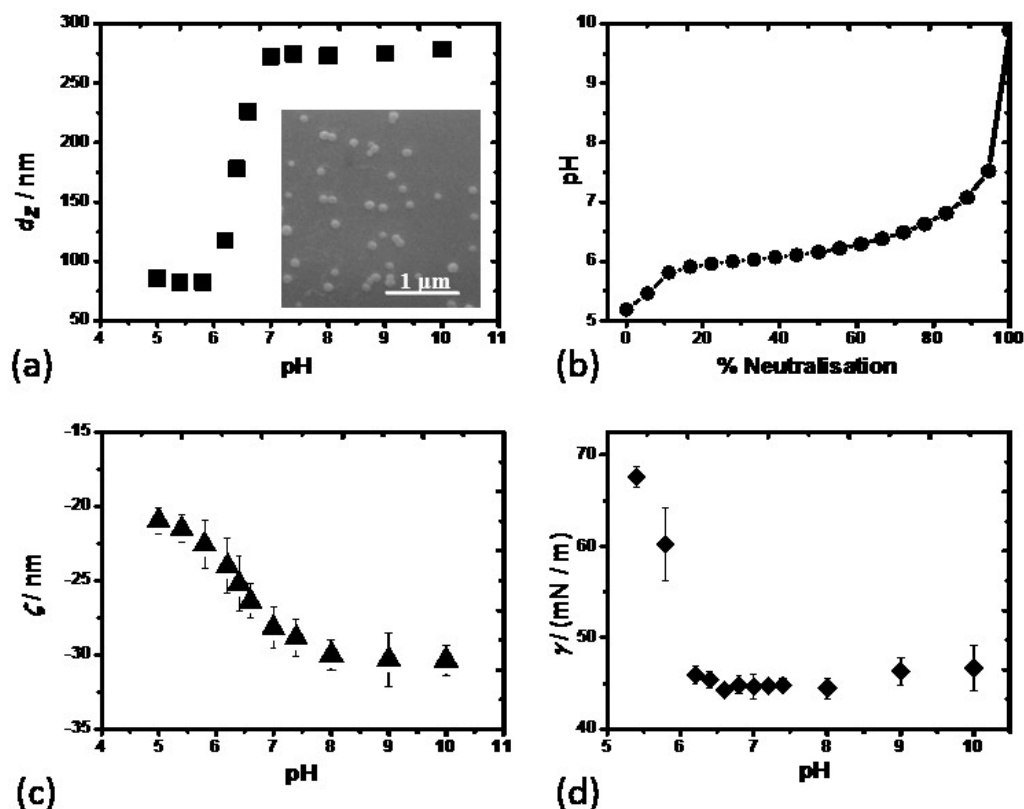 300
250
200
150
100
50
d_z / nm
4 5 6 7 8 9 10 11
pH
1 μm
(a)
10
9
8
7
6
5
pH
0 20 40 60 80 100
% Neutralisation
(b)
-15
-20
-25
-30
-35
ζ / nm
4 5 6 7 8 9 10 11
pH
(c)
70
60
50
40
γ / (mN / m)
5 6 7 8 9 10
pH
(d)